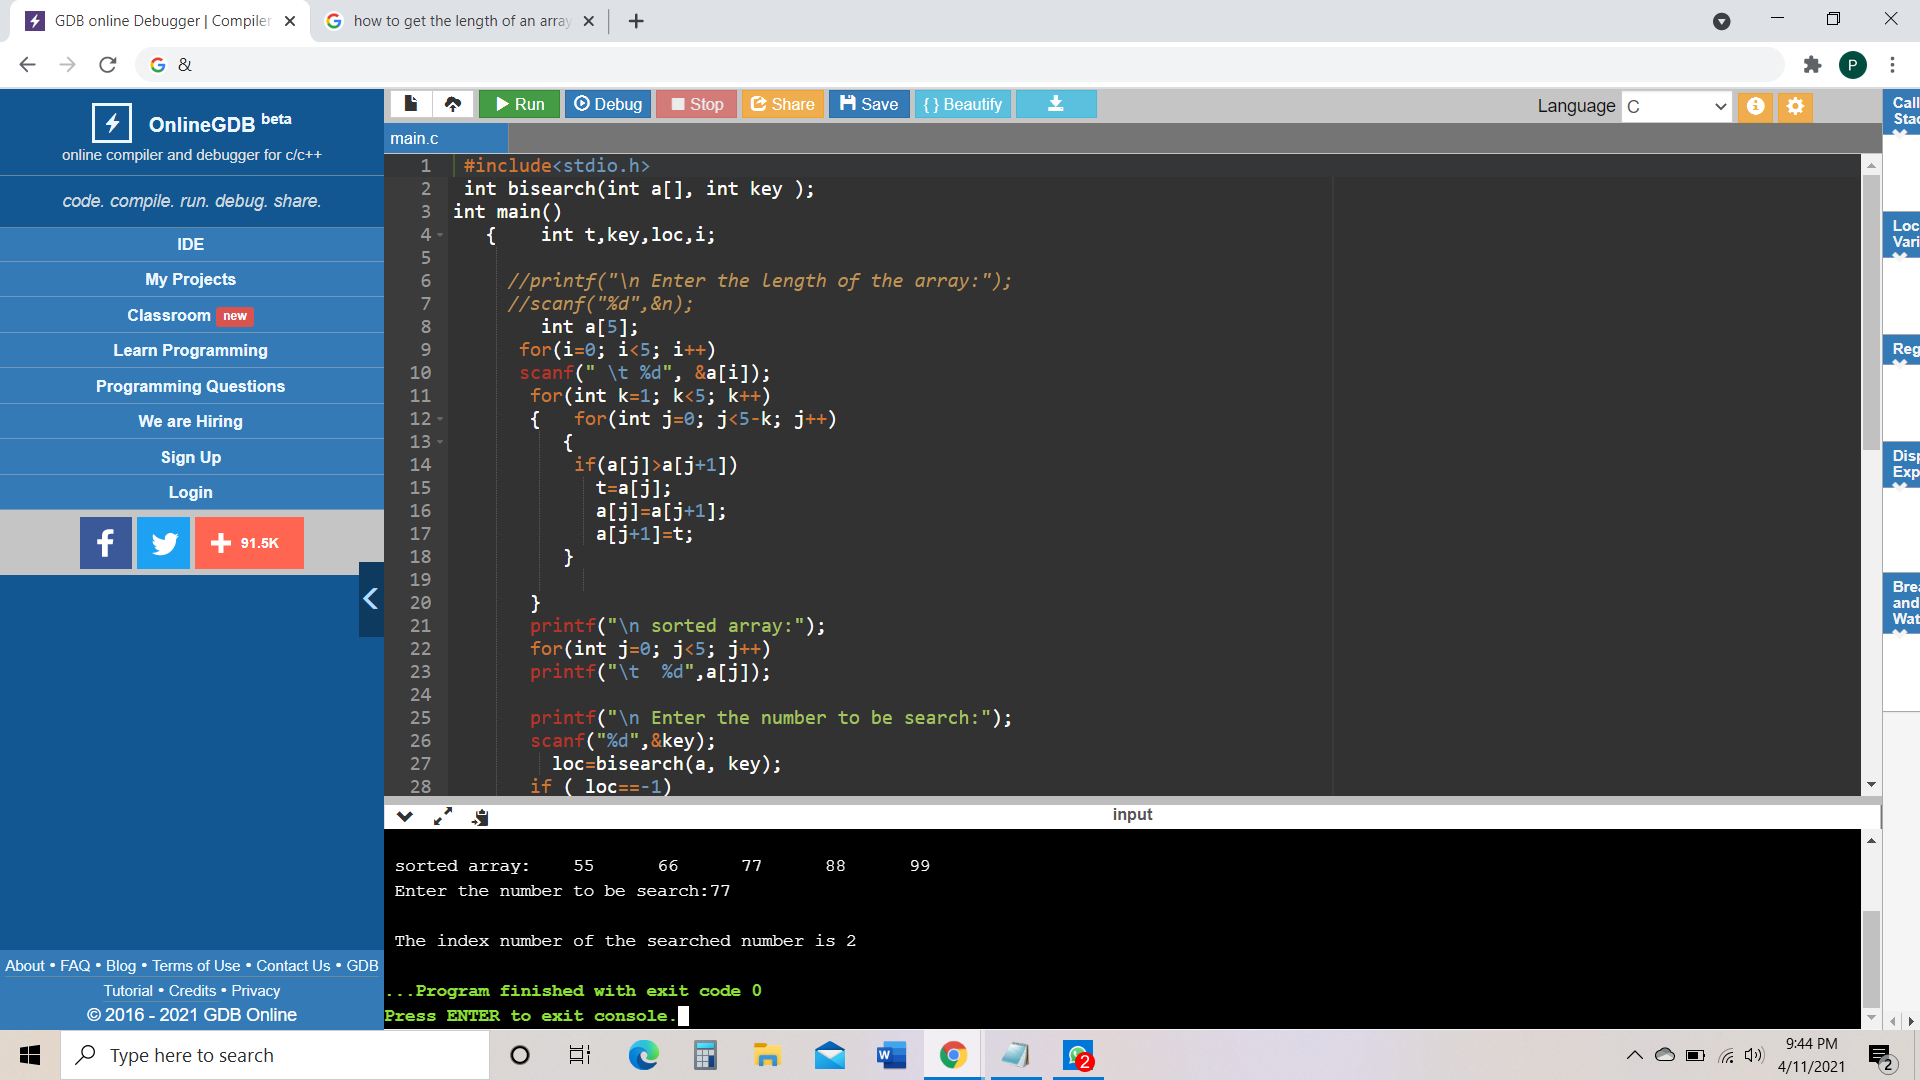 GDB online Debugger | Compiler
how to get the length of an array
&
OnlineGDB beta
online compiler and debugger for c/c++
code. compile. run. debug. share.
IDE
My Projects
Classroom new
Learn Programming
Programming Questions
We are Hiring
Sign Up
Login
f
+ 91.5K
About • FAQ • Blog • Terms of Use • Contact Us • GDB
Tutorial • Credits • Privacy
© 2016 - 2021 GDB Online
Run Debug Stop Share Save { } Beautify
Language C
main.c
1 #include<stdio.h>
2 int bisearch(int a[], int key );
3 int main()
4 { int t,key,loc,i;
5
6 //printf("\n Enter the length of the array:");
7 //scanf("%d",&n);
8 int a[5];
9 for(i=0; i<5; i++)
10 scanf(" \t %d", &a[i]);
11 for(int k=1; k<5; k++)
12 { for(int j=0; j<5-k; j++)
13 {
14 if(a[j]>a[j+1])
15 t=a[j];
16 a[j]=a[j+1];
17 a[j+1]=t;
18 }
19
20 }
21 printf("\n sorted array:");
22 for(int j=0; j<5; j++)
23 printf("\t  %d",a[j]);
24
25 printf("\n Enter the number to be search:");
26 scanf("%d",&key);
27 loc=bisearch(a, key);
28 if ( loc==-1)
input
sorted array: 55 66 77 88 99
Enter the number to be search:77
The index number of the searched number is 2
...Program finished with exit code 0
Press ENTER to exit console.
Call
Stac
Loc
Vari
Reg
Disp
Exp
Brea
and
Wat
P
Type here to search
W
2
9:44 PM
4/11/2021
2